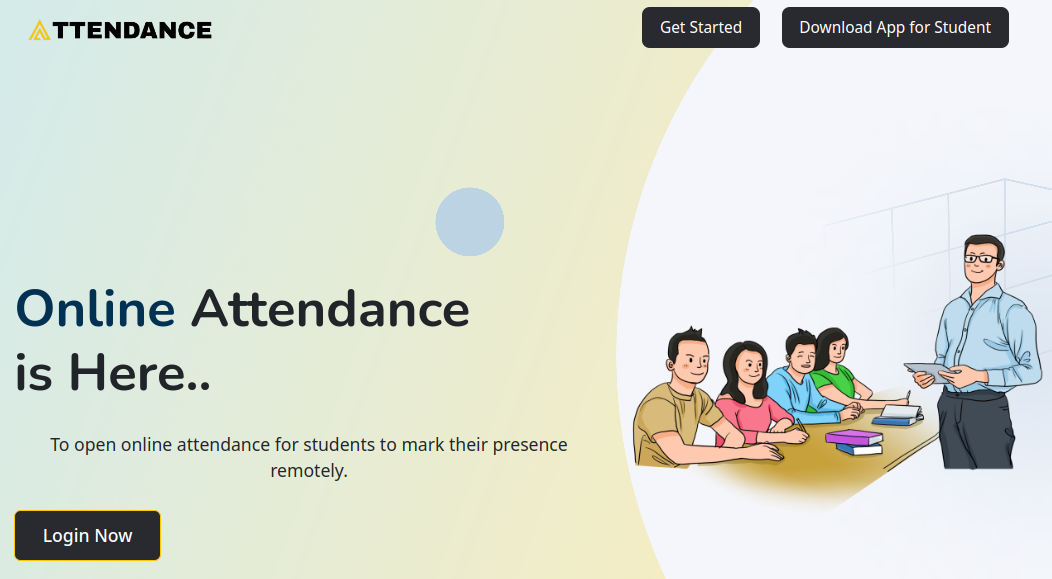 ATTENDANCE
Get Started
Download App for Student
Online Attendance
is Here..
To open online attendance for students to mark their presence
remotely.
Login Now